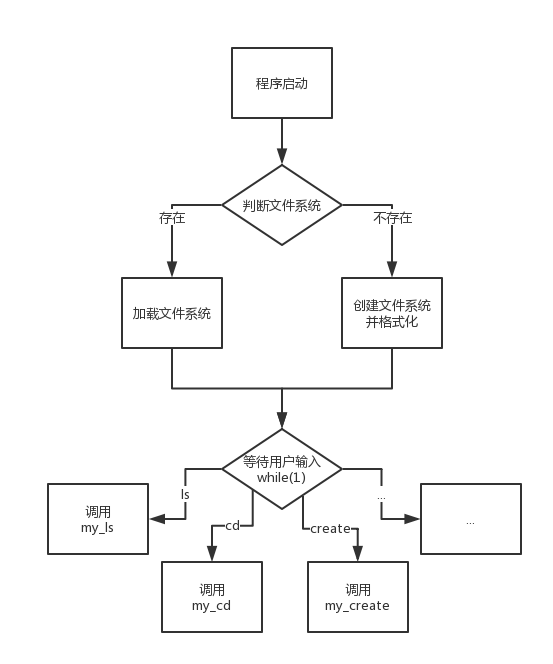 程序启动
判断文件系统
存在
不存在
加载文件系统
创建文件系统
并格式化
等待用户输入
while(1)
ls
cd
create
...
调用
my_ls
...
调用
my_cd
调用
my_create